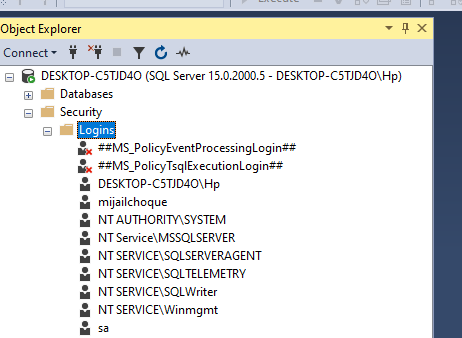 Execute
Object Explorer
Connect
DESKTOP-C5TJD4O (SQL Server 15.0.2000.5 - DESKTOP-C5TJD4O\Hp)
Databases
Security
Logins
##MS_PolicyEventProcessingLogin##
##MS_PolicyTsqlExecutionLogin##
DESKTOP-C5TJD4O\Hp
mijailchoque
NT AUTHORITY\SYSTEM
NT Service\MSSQLSERVER
NT SERVICE\SQLSERVERAGENT
NT SERVICE\SQLTELEMETRY
NT SERVICE\SQLWriter
NT SERVICE\Winmgmt
sa